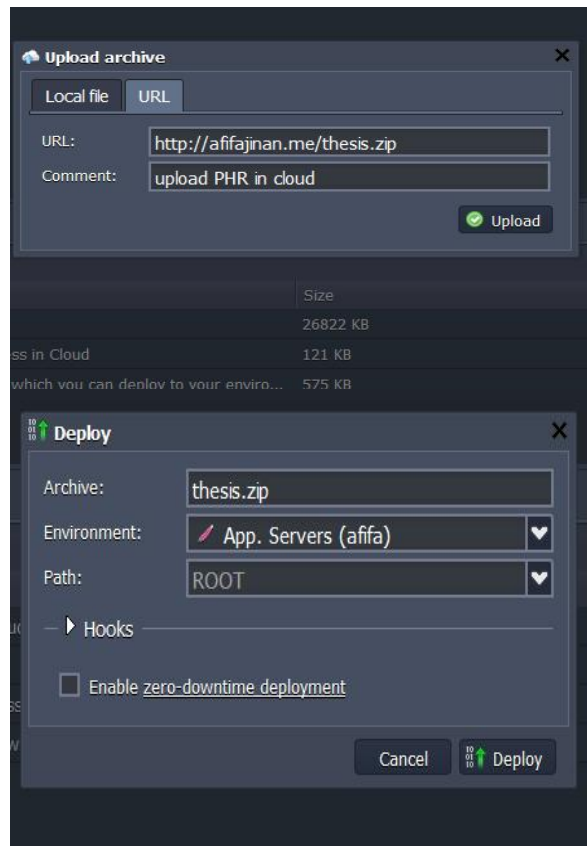 Upload archive
Local file URL
URL: http://afifajinan.me/thesis.zip
Comment: upload PHR in cloud
Upload
Size
26822 KB
ss in Cloud 121 KB
which you can deploy to your enviro... 575 KB
Deploy
Archive: thesis.zip
Environment: App. Servers (afifa)
Path: ROOT
Hooks
Enable zero-downtime deployment
Cancel Deploy